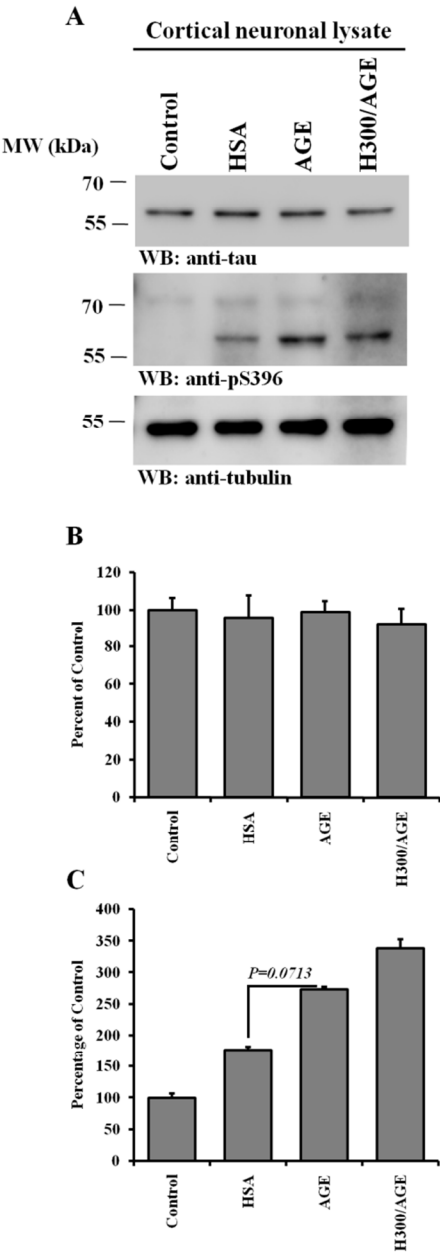 A
Cortical neuronal lysate
MW (kDa)
Control
HSA
AGE
H300/AGE
70
55
WB: anti-tau
70
55
WB: anti-pS396
55
WB: anti-tubulin
B
Percent of Control
120
100
80
60
40
20
0
Control
HSA
AGE
H300/AGE
C
Percentage of Control
400
350
300
250
200
150
100
50
0
P=0.0713
Control
HSA
AGE
H300/AGE